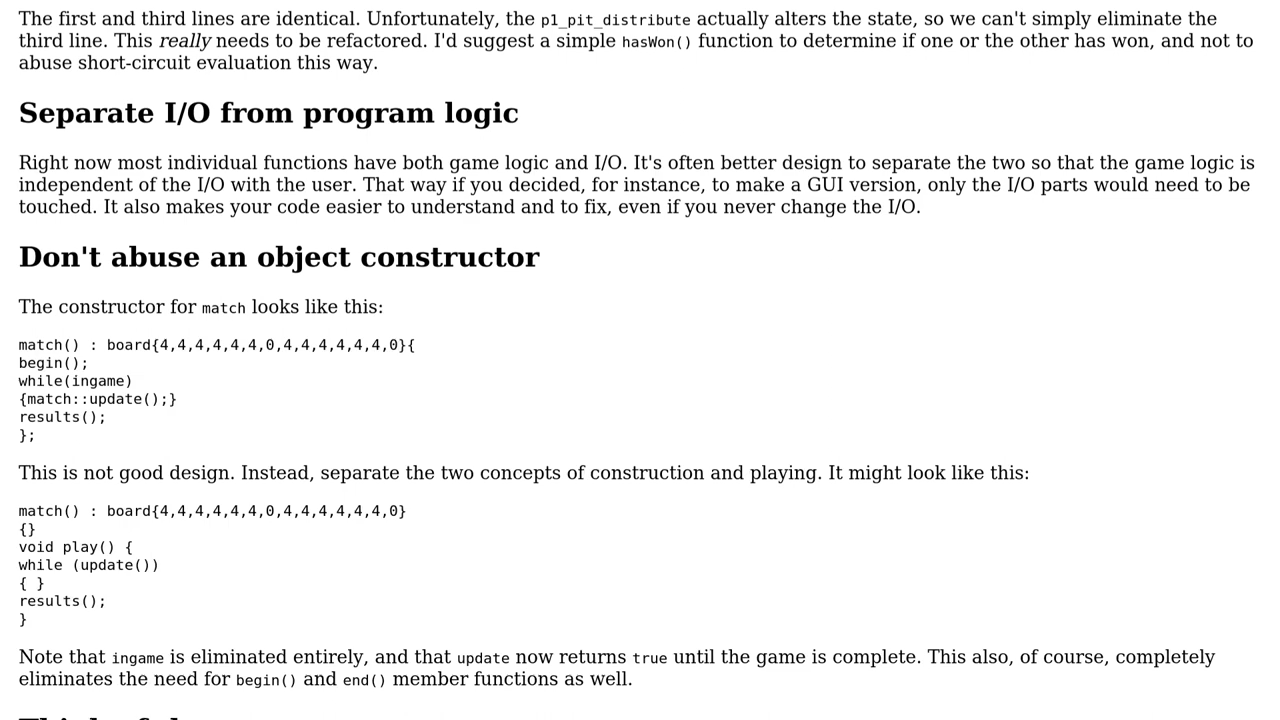 The first and third lines are identical. Unfortunately, the p1_pit_distribute actually alters the state, so we can't simply eliminate the
third line. This really needs to be refactored. I'd suggest a simple hasWon() function to determine if one or the other has won, and not to
abuse short-circuit evaluation this way.
Separate I/O from program logic
Right now most individual functions have both game logic and I/O. It's often better design to separate the two so that the game logic is
independent of the I/O with the user. That way if you decided, for instance, to make a GUI version, only the I/O parts would need to be
touched. It also makes your code easier to understand and to fix, even if you never change the I/O.
Don't abuse an object constructor
The constructor for match looks like this:
match() : board{4,4,4,4,4,4,0,4,4,4,4,4,4,0}{
begin();
while(ingame)
{match::update();}
results();
};
This is not good design. Instead, separate the two concepts of construction and playing. It might look like this:
match() : board{4,4,4,4,4,4,0,4,4,4,4,4,4,0}
{}
void play() {
while (update())
{ }
results();
}
Note that ingame is eliminated entirely, and that update now returns true until the game is complete. This also, of course, completely
eliminates the need for begin() and end() member functions as well.